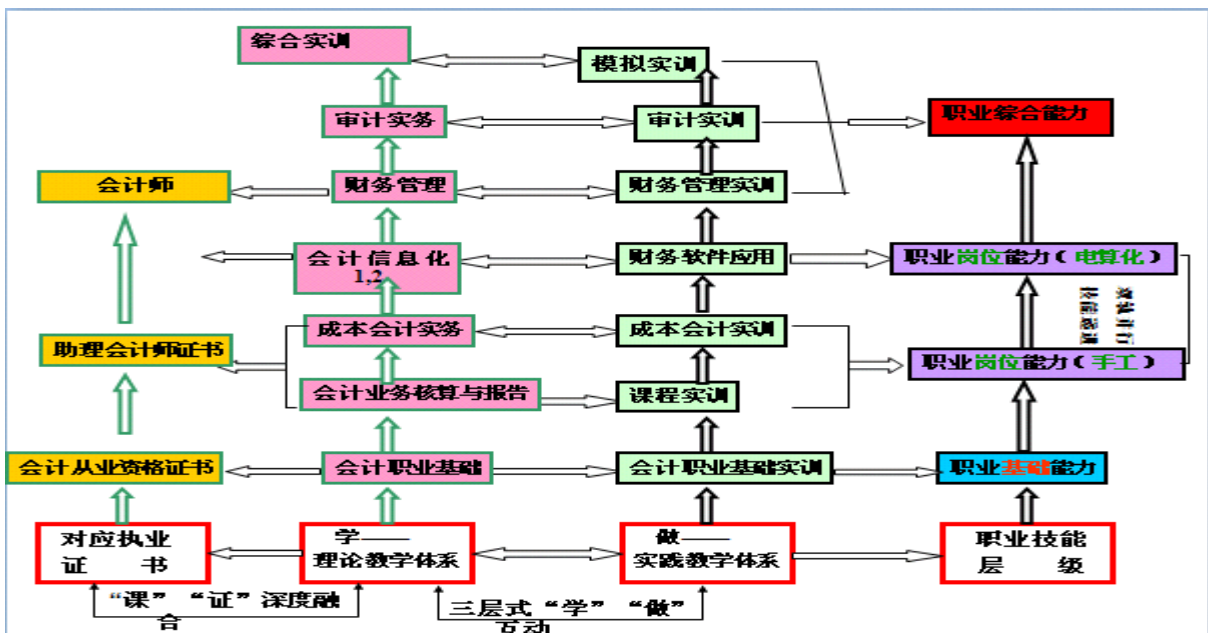 综合实训
模拟实训
审计实务
审计实训
职业综合能力
会计师
财务管理
财务管理实训
会计信息化
1,2
财务软件应用
职业岗位能力（电算化）
成本会计实务
成本会计实训
助理会计师证书
职业岗位能力（手工）
会计业务核算与报告
课程实训
会计从业资格证书
会计职业基础
会计职业基础实训
职业基础能力
对应执业
证 书
学——
理论教学体系
做——
实践教学体系
职业技能
层 级
“课”“证”深度融
合
三层式“学”“做”
互动